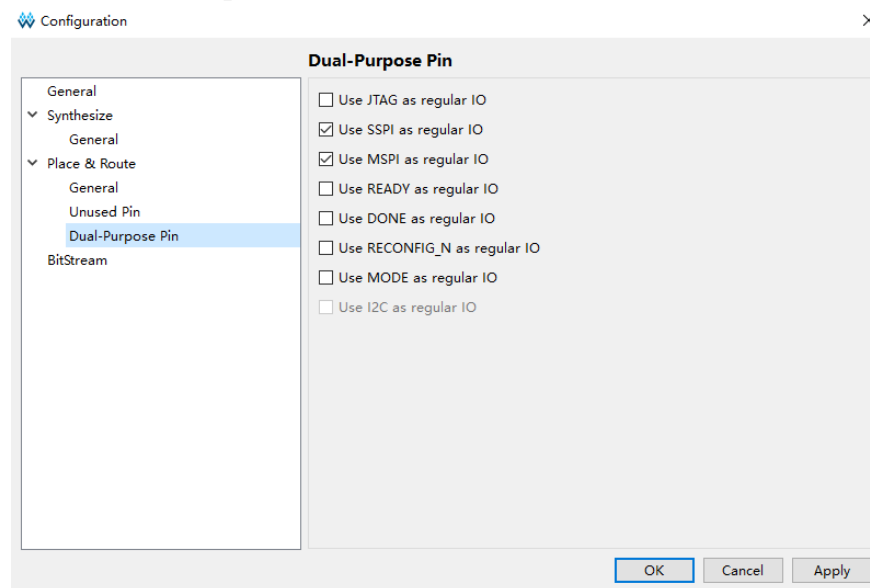 Configuration
Dual-Purpose Pin
General
Synthesize
General
Place & Route
General
Unused Pin
Dual-Purpose Pin
BitStream
Use JTAG as regular IO
Use SSPI as regular IO
Use MSPI as regular IO
Use READY as regular IO
Use DONE as regular IO
Use RECONFIG_N as regular IO
Use MODE as regular IO
Use I2C as regular IO
OK
Cancel
Apply